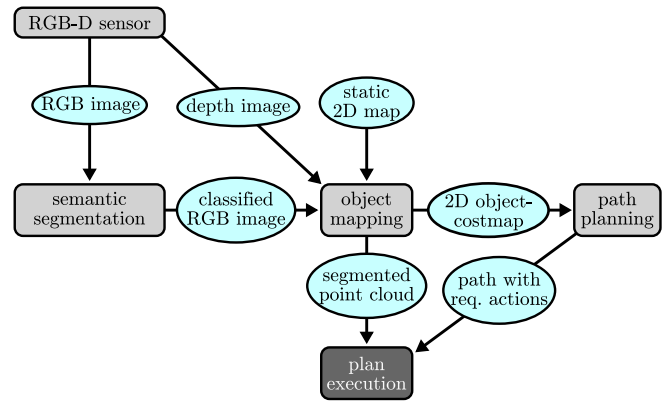 RGB-D sensor
RGB image
depth image
static
2D map
semantic
segmentation
classified
RGB image
object
mapping
2D object-
costmap
path
planning
segmented
point cloud
path with
req. actions
plan
execution